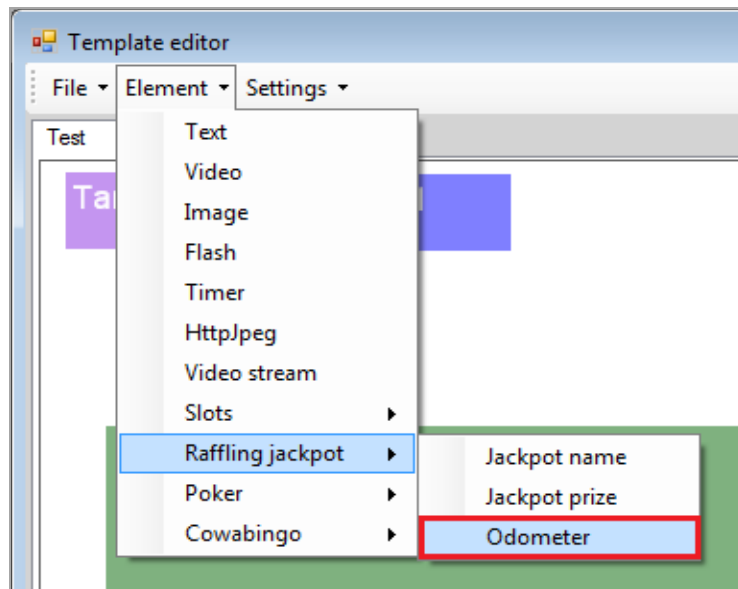 Template editor
File Element Settings
Test
Ta
Text
Video
Image
Flash
Timer
HttpJpeg
Video stream
Slots
Raffling jackpot
Poker
Cowabingo
Jackpot name
Jackpot prize
Odometer